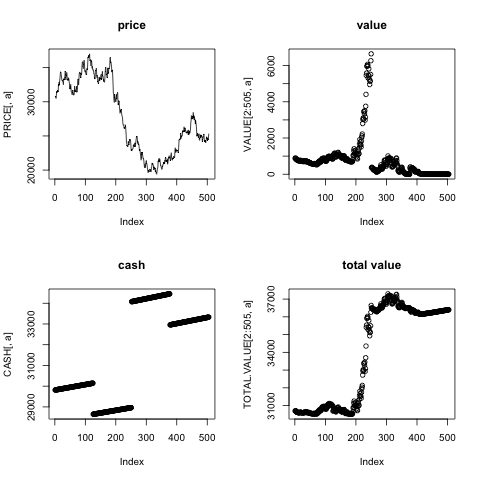 price
PRICE[, a]
20000 30000
0 100 200 300 400 500
Index
value
VALUE[2:505, a]
0 2000 4000 6000
0 100 200 300 400 500
Index
cash
CASH[, a]
29000 31000 33000
0 100 200 300 400 500
Index
total value
TOTAL.VALUE[2:505, a]
31000 34000 37000
0 100 200 300 400 500
Index